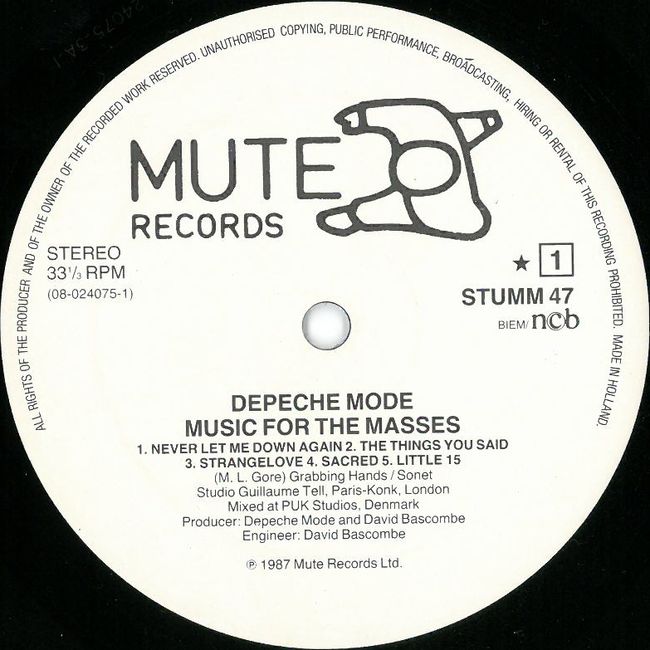 ALL RIGHTS OF THE PRODUCER AND OF THE OWNER OF THE RECORDED WORK RESERVED. UNAUTHORISED COPYING, PUBLIC PERFORMANCE, BROADCASTING, HIRING OR RENTAL OF THIS RECORDING PROHIBITED. MADE IN HOLLAND.
MUTE
RECORDS
STEREO
33 1/3 RPM
(08-024075-1)
★ 1
STUMM 47
BIEM/ ncb
DEPECHE MODE
MUSIC FOR THE MASSES
1. NEVER LET ME DOWN AGAIN 2. THE THINGS YOU SAID
3. STRANGELOVE 4. SACRED 5. LITTLE 15
(M. L. Gore) Grabbing Hands / Sonet
Studio Guillaume Tell, Paris-Konk, London
Mixed at PUK Studios, Denmark
Producer: Depeche Mode and David Bascombe
Engineer: David Bascombe
℗ 1987 Mute Records Ltd.